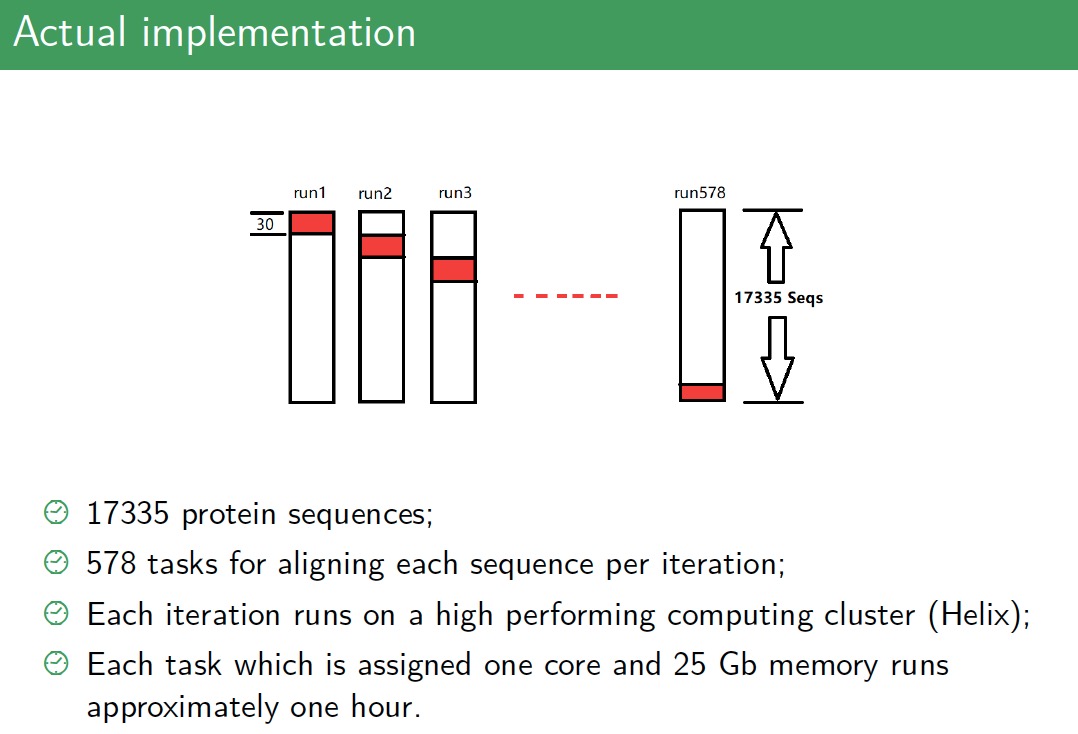 Actual implementation
run1 run2 run3 run578
30
17335 Seqs
17335 protein sequences;
578 tasks for aligning each sequence per iteration;
Each iteration runs on a high performing computing cluster (Helix);
Each task which is assigned one core and 25 Gb memory runs
approximately one hour.